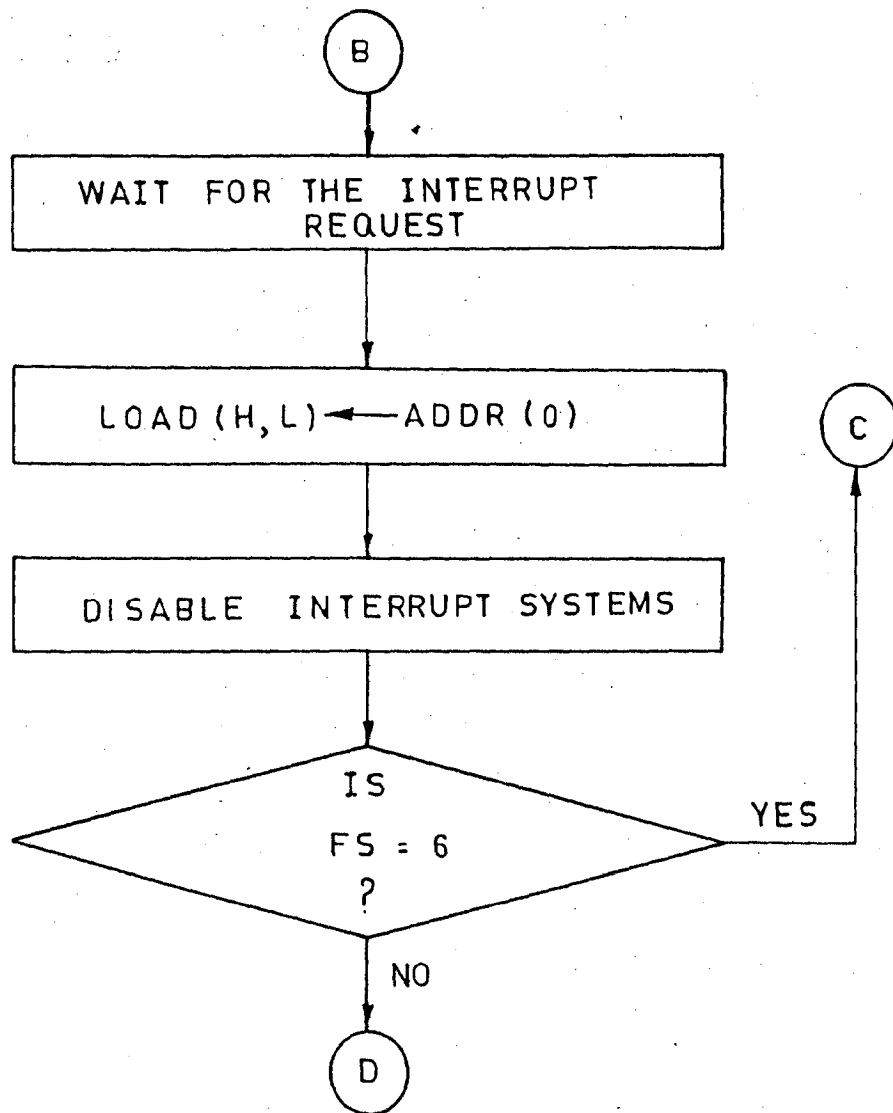 B
WAIT FOR THE INTERRUPT
REQUEST
LOAD (H, L) ← ADDR (0)
C
DISABLE INTERRUPT SYSTEMS
IS
FS = 6
?
YES
NO
D